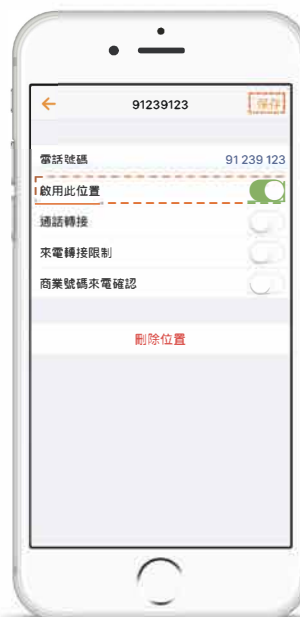 91239123 保存
電話號碼 91 239 123
啟用此位置
通話轉接
來電轉接限制
商業號碼來電確認
刪除位置